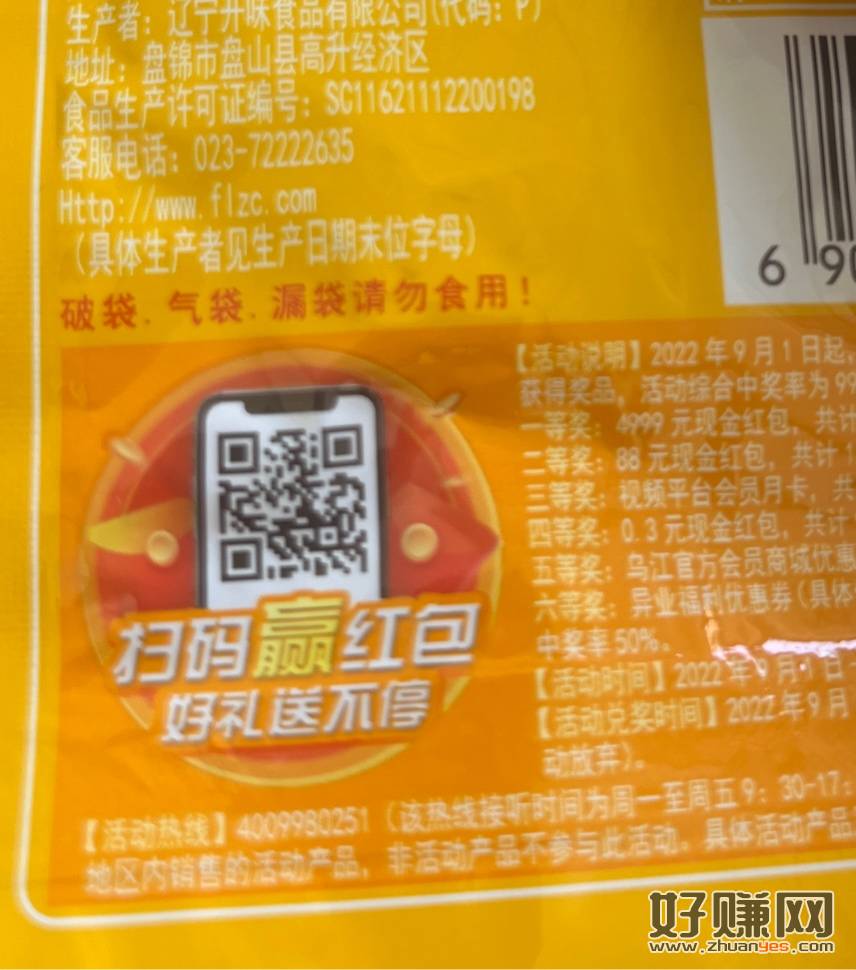 生产者：辽宁开味食品有限公司(代码：P)
地址：盘锦市盘山县高升经济区
食品生产许可证编号：SC11621112200198
客服电话：023-72222635
Http://www.flzc.com
（具体生产者见生产日期末位字母）
破袋.气袋.漏袋请勿食用！
6 90
【活动说明】2022年9月1日起，
获得奖品，活动综合中奖率为99
一等奖：4999元现金红包，共计
二等奖：88元现金红包，共计1
三等奖：视频平台会员月卡，共
四等奖：0.3元现金红包，共计
五等奖：乌江官方会员商城优惠
六等奖：异业福利优惠券（具体
中奖率50%。
【活动时间】2022年9月1日
【活动兑奖时间】2022年9月
动放弃）。
扫码赢红包
好礼送不停
【活动热线】4009980251（该热线接听时间为周一至周五9：30-17：
地区内销售的活动产品，非活动产品不参与此活动。具体活动产品
好赚网
www.zhuanyes.com